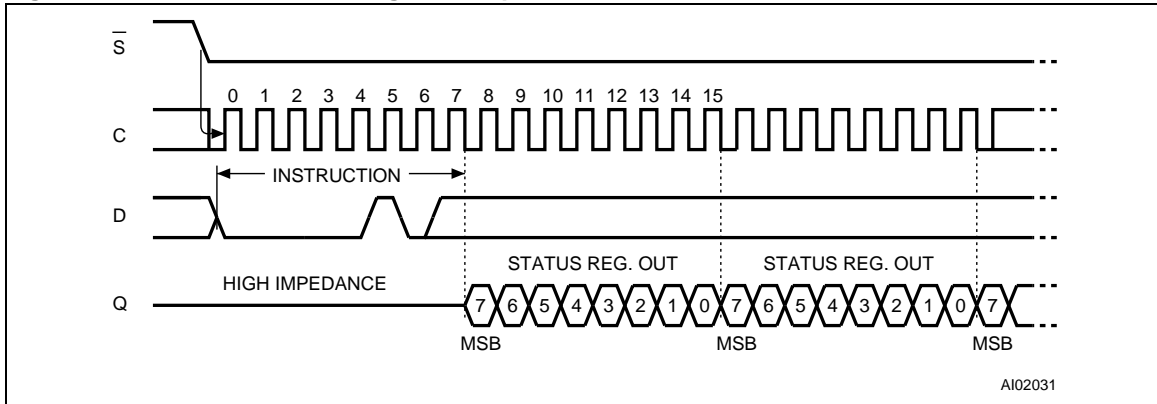 S
0 1 2 3 4 5 6 7 8 9 10 11 12 13 14 15
C
INSTRUCTION
D
STATUS REG. OUT STATUS REG. OUT
HIGH IMPEDANCE
Q
7 6 5 4 3 2 1 0 7 6 5 4 3 2 1 0 7
MSB MSB MSB
AI02031